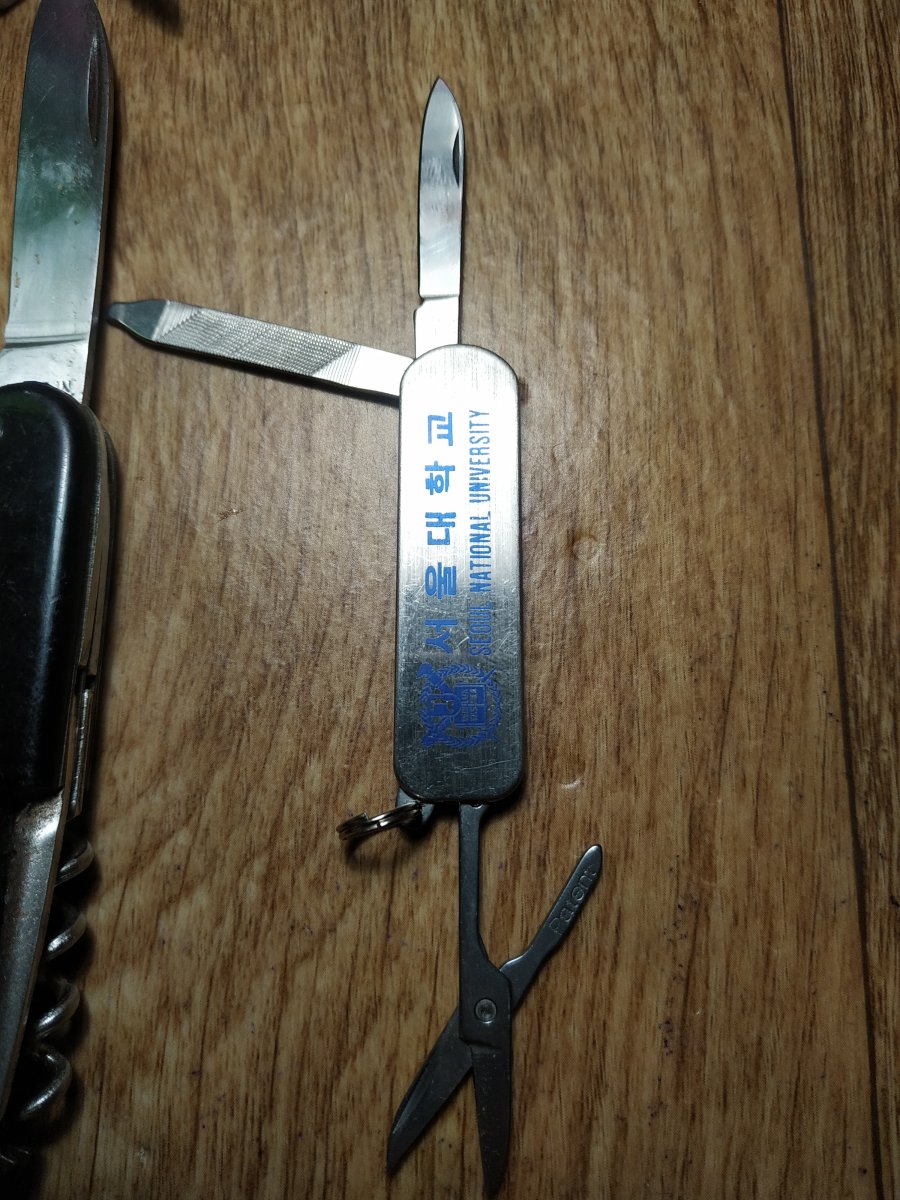 서울대학교
SEOUL NATIONAL UNIVERSITY